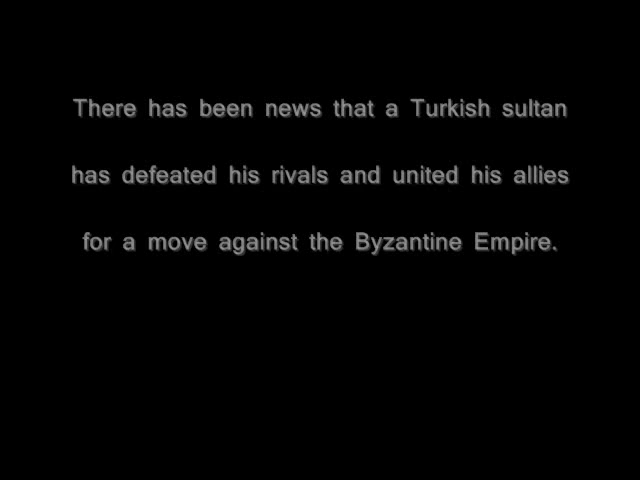 There has been news that a Turkish sultan
has defeated his rivals and united his allies
for a move against the Byzantine Empire.